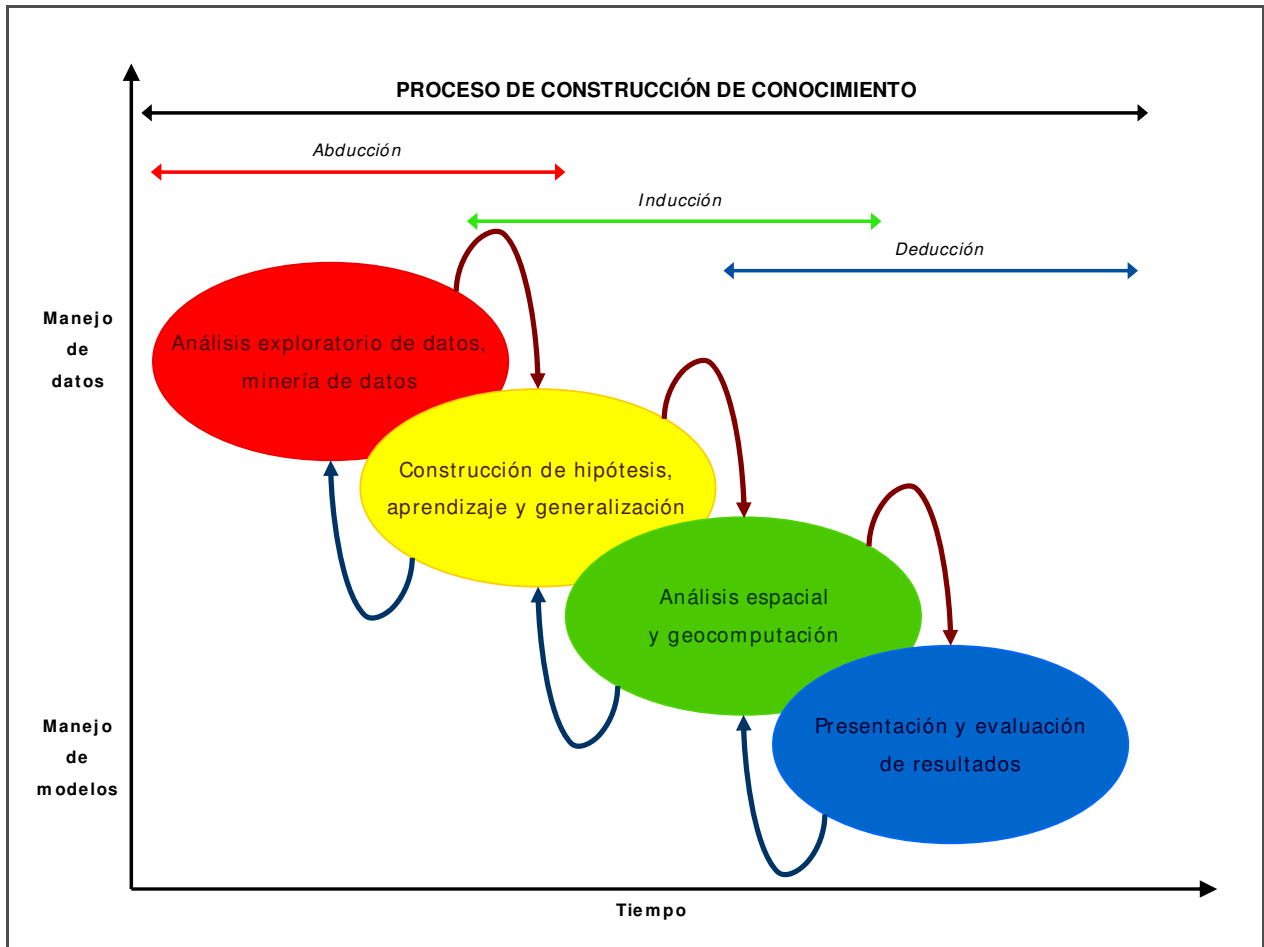 PROCESO DE CONSTRUCCIÓN DE CONOCIMIENTO
Abducción
Inducción
Deducción
Manejo
de
datos
Análisis exploratorio de datos,
minería de datos
Construcción de hipótesis,
aprendizaje y generalización
Análisis espacial
y geocomputación
Manejo
de
modelos
Presentación y evaluación
de resultados
Tiempo